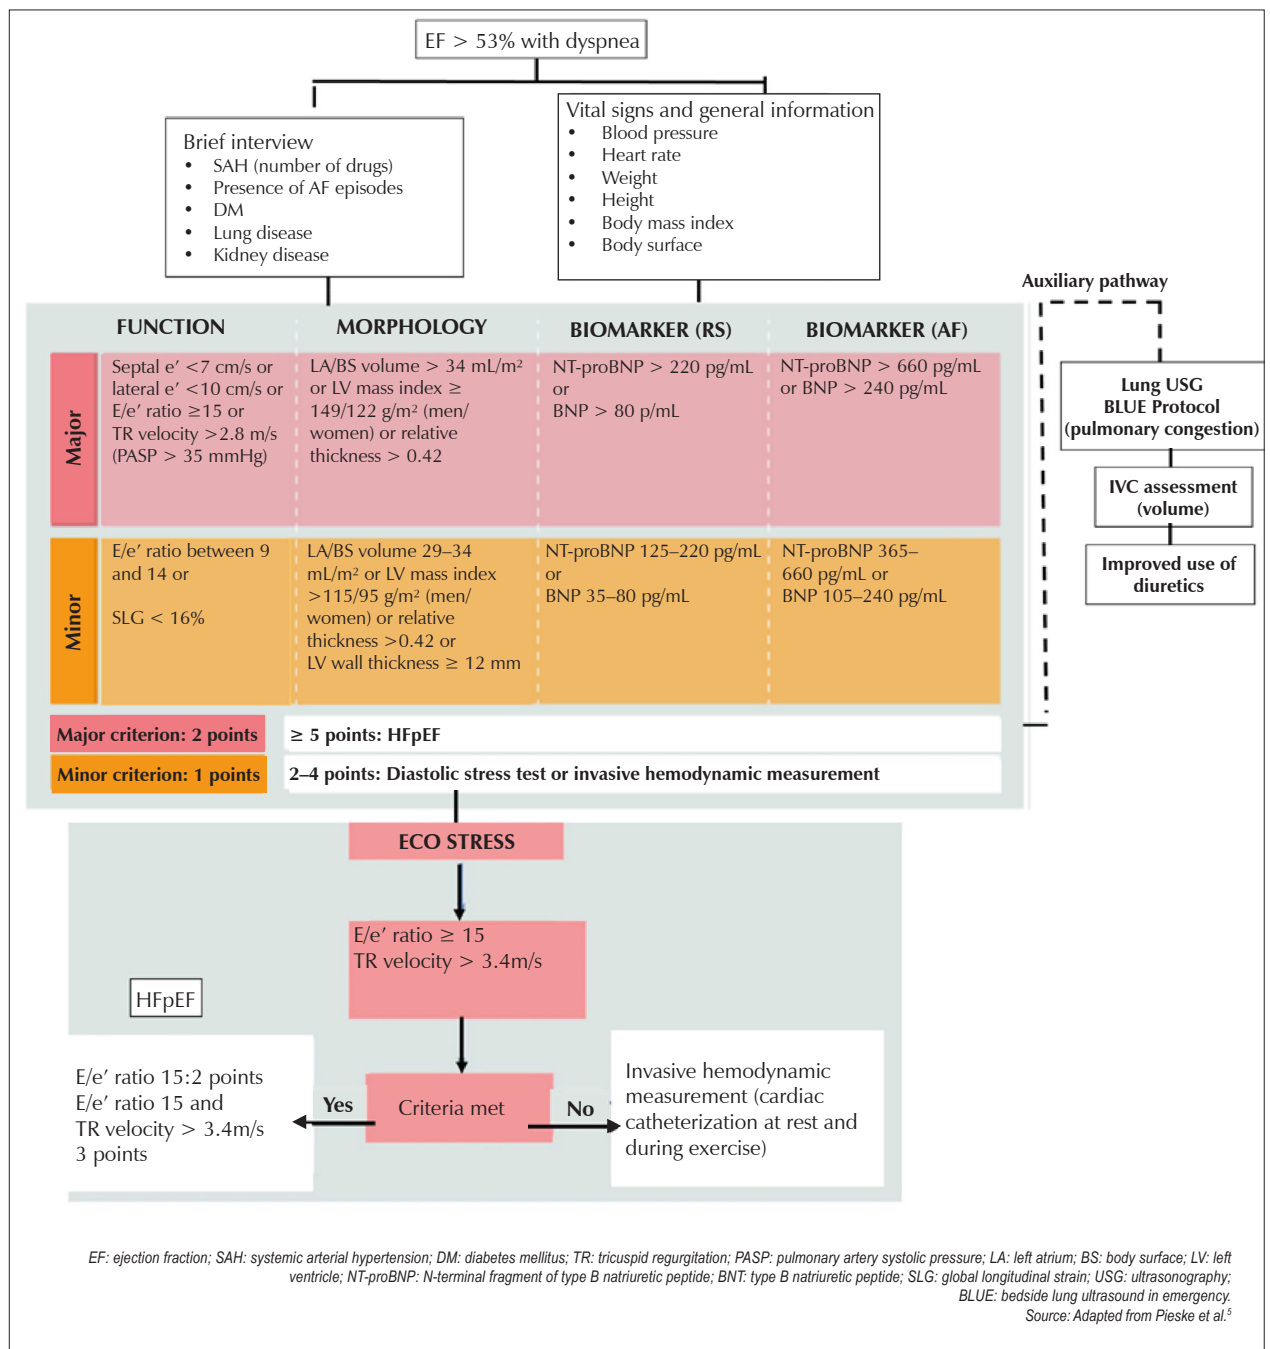 EF > 53% with dyspnea
Brief interview
• SAH (number of drugs)
• Presence of AF episodes
• DM
• Lung disease
• Kidney disease
Vital signs and general information
• Blood pressure
• Heart rate
• Weight
• Height
• Body mass index
• Body surface
Auxiliary pathway
FUNCTION
MORPHOLOGY
BIOMARKER (RS)
BIOMARKER (AF)
Major
Septal e’ <7 cm/s or
lateral e’ <10 cm/s or
E/e’ ratio ≥15 or
TR velocity >2.8 m/s
(PASP > 35 mmHg)
LA/BS volume > 34 mL/m²
or LV mass index ≥
149/122 g/m² (men/
women) or relative
thickness > 0.42
NT-proBNP > 220 pg/mL
or
BNP > 80 p/mL
NT-proBNP > 660 pg/mL
or BNP > 240 pg/mL
Minor
E/e’ ratio between 9
and 14 or
SLG < 16%
LA/BS volume 29–34
mL/m² or LV mass index
>115/95 g/m² (men/
women) or relative
thickness >0.42 or
LV wall thickness ≥ 12 mm
NT-proBNP 125–220 pg/mL
or
BNP 35–80 pg/mL
NT-proBNP 365–
660 pg/mL or
BNP 105–240 pg/mL
Major criterion: 2 points
≥ 5 points: HFpEF
Minor criterion: 1 points
2–4 points: Diastolic stress test or invasive hemodynamic measurement
Lung USG
BLUE Protocol
(pulmonary congestion)
IVC assessment
(volume)
Improved use of
diuretics
ECO STRESS
E/e’ ratio ≥ 15
TR velocity > 3.4m/s
HFpEF
E/e’ ratio 15:2 points
E/e’ ratio 15 and
TR velocity > 3.4m/s
3 points
Yes
Criteria met
No
Invasive hemodynamic
measurement (cardiac
catheterization at rest and
during exercise)
EF: ejection fraction; SAH: systemic arterial hypertension; DM: diabetes mellitus; TR: tricuspid regurgitation; PASP: pulmonary artery systolic pressure; LA: left atrium; BS: body surface; LV: left
ventricle; NT-proBNP: N-terminal fragment of type B natriuretic peptide; BNT: type B natriuretic peptide; SLG: global longitudinal strain; USG: ultrasonography;
BLUE: bedside lung ultrasound in emergency.
Source: Adapted from Pieske et al.⁵